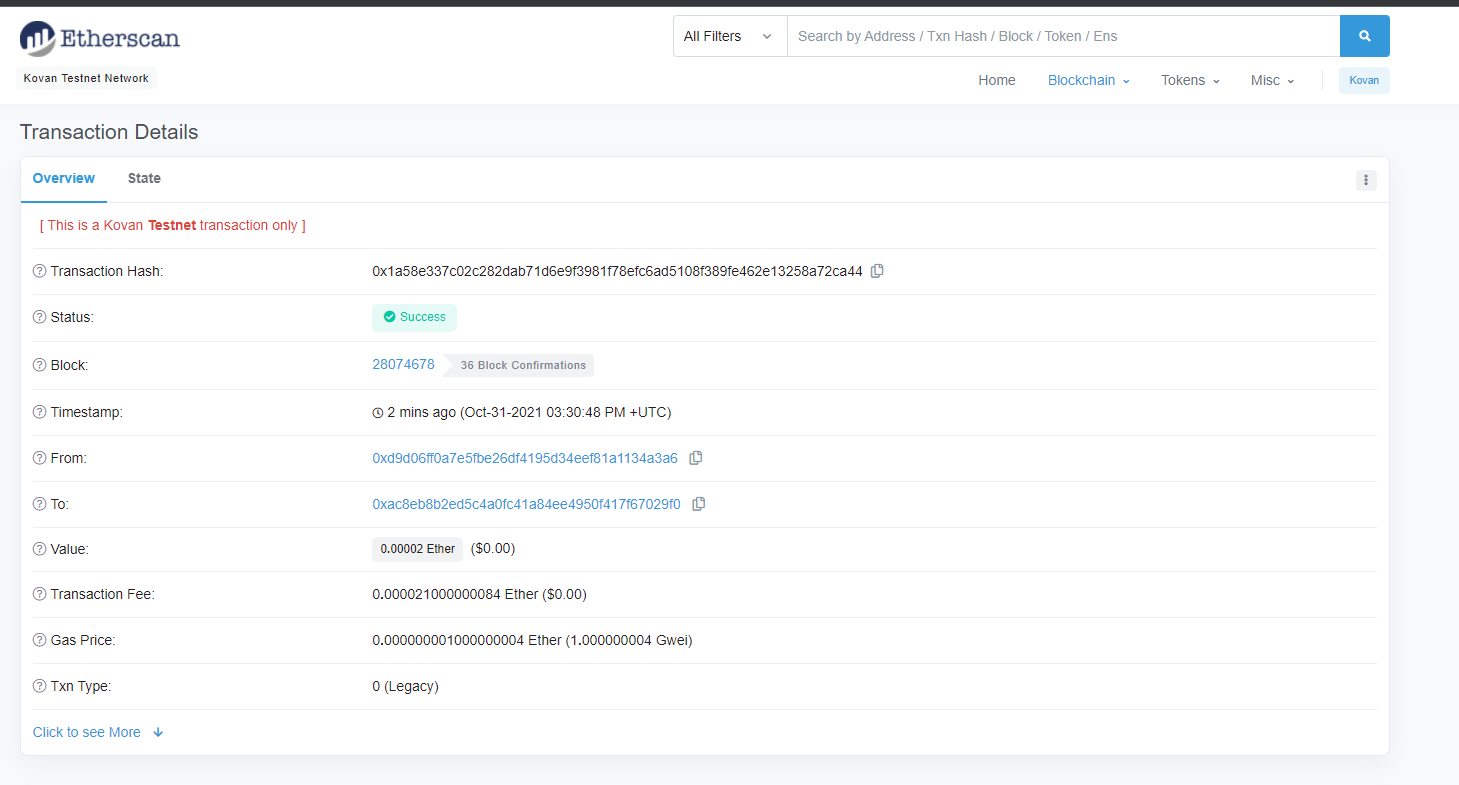 Etherscan
All Filters
Search by Address / Txn Hash / Block / Token / Ens
Kovan Testnet Network
Home Blockchain Tokens Misc Kovan
Transaction Details
Overview State
[ This is a Kovan Testnet transaction only ]
Transaction Hash: 0x1a58e337c02c282dab71d6e9f3981f78efc6ad5108f389fe462e13258a72ca44
Status: Success
Block: 28074678 36 Block Confirmations
Timestamp: 2 mins ago (Oct-31-2021 03:30:48 PM +UTC)
From: 0xd9d06ff0a7e5fbe26df4195d34eef81a1134a3a6
To: 0xac8eb8b2ed5c4a0fc41a84ee4950f417f67029f0
Value: 0.00002 Ether ($0.00)
Transaction Fee: 0.000021000000084 Ether ($0.00)
Gas Price: 0.000000001000000004 Ether (1.000000004 Gwei)
Txn Type: 0 (Legacy)
Click to see More